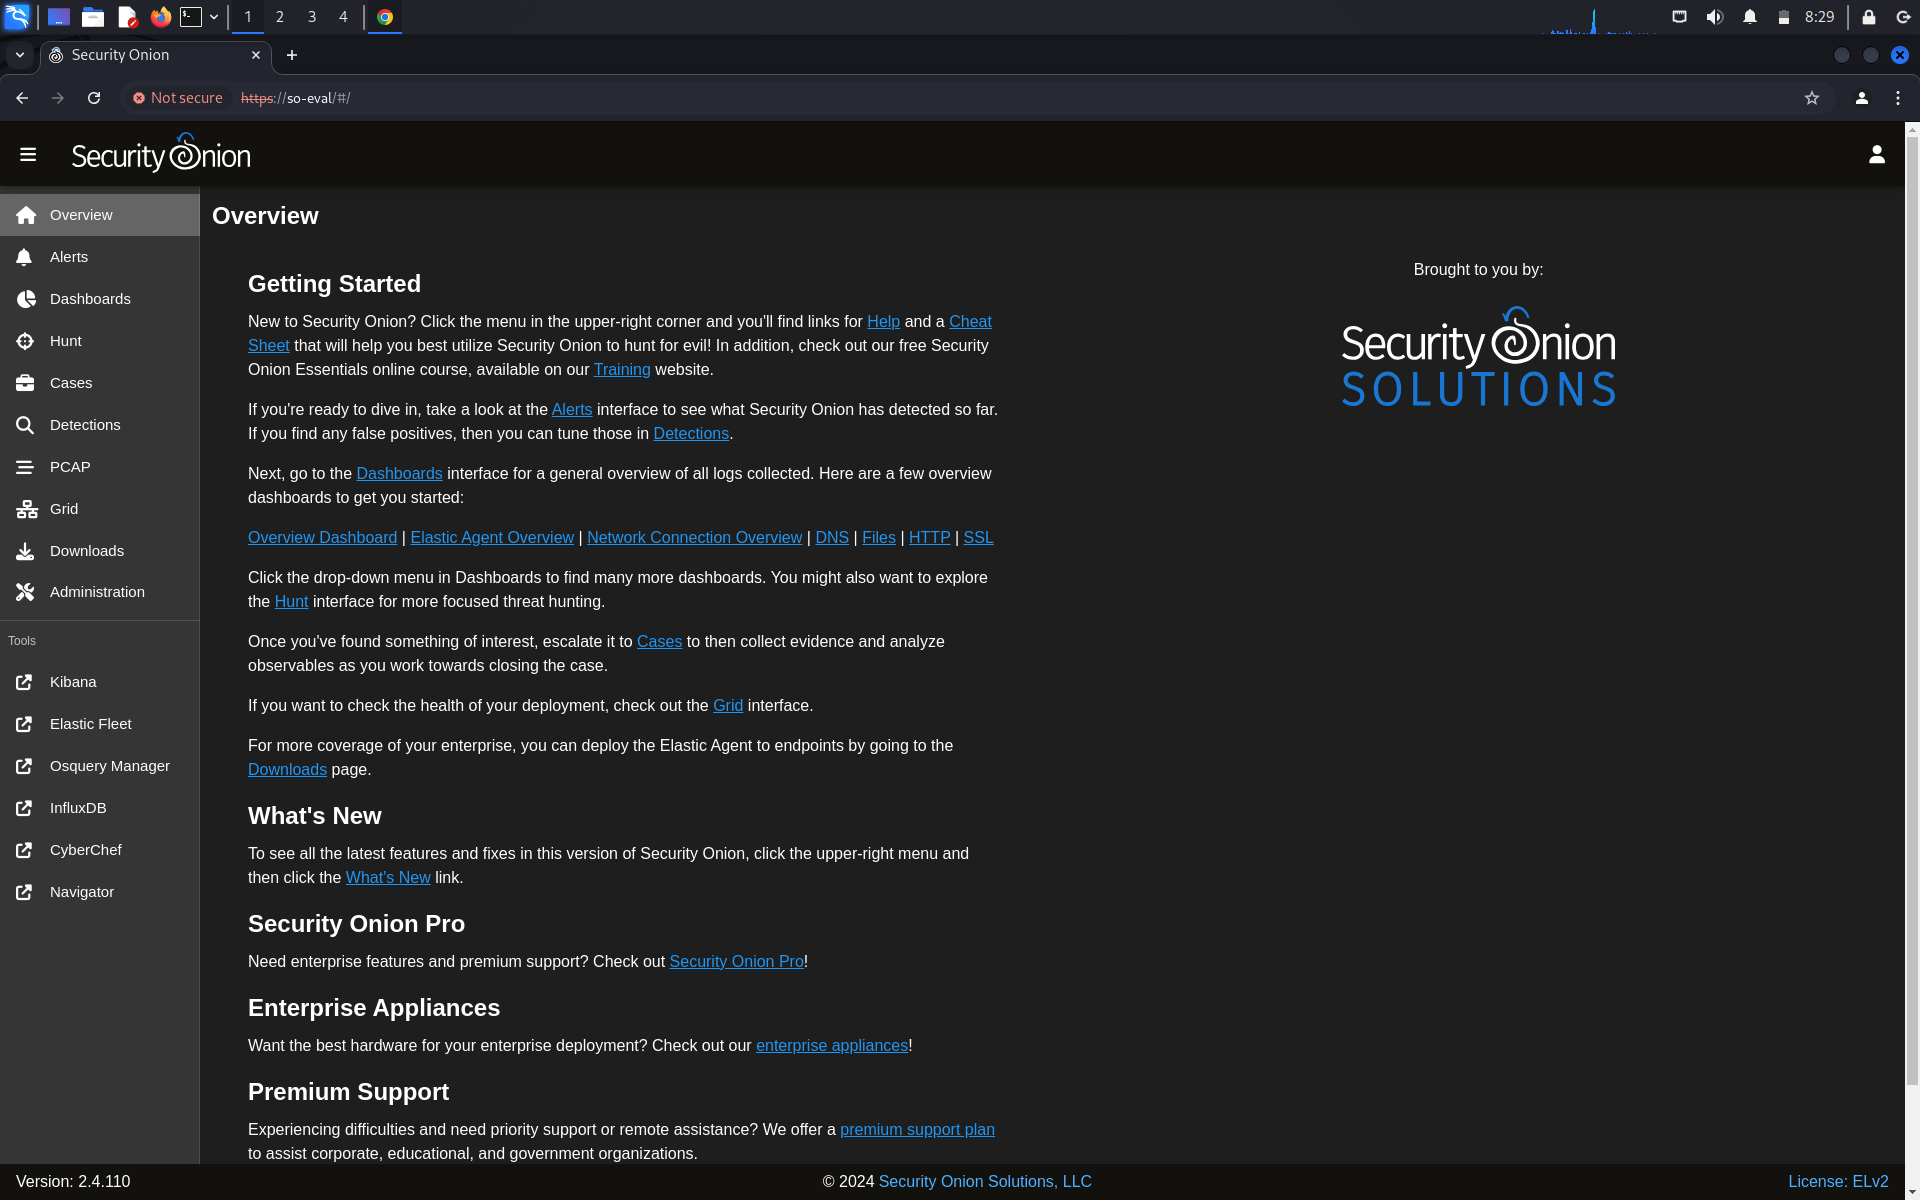 1 2 3 4
8:29
Security Onion
Not secure https://so-eval/#/
Security Onion
Overview
Alerts
Dashboards
Hunt
Cases
Detections
PCAP
Grid
Downloads
Administration
Tools
Kibana
Elastic Fleet
Osquery Manager
InfluxDB
CyberChef
Navigator
Overview
Getting Started
New to Security Onion? Click the menu in the upper-right corner and you'll find links for Help and a Cheat
Sheet that will help you best utilize Security Onion to hunt for evil! In addition, check out our free Security
Onion Essentials online course, available on our Training website.
If you're ready to dive in, take a look at the Alerts interface to see what Security Onion has detected so far.
If you find any false positives, then you can tune those in Detections.
Next, go to the Dashboards interface for a general overview of all logs collected. Here are a few overview
dashboards to get you started:
Overview Dashboard | Elastic Agent Overview | Network Connection Overview | DNS | Files | HTTP | SSL
Click the drop-down menu in Dashboards to find many more dashboards. You might also want to explore
the Hunt interface for more focused threat hunting.
Once you've found something of interest, escalate it to Cases to then collect evidence and analyze
observables as you work towards closing the case.
If you want to check the health of your deployment, check out the Grid interface.
For more coverage of your enterprise, you can deploy the Elastic Agent to endpoints by going to the
Downloads page.
What's New
To see all the latest features and fixes in this version of Security Onion, click the upper-right menu and
then click the What's New link.
Security Onion Pro
Need enterprise features and premium support? Check out Security Onion Pro!
Enterprise Appliances
Want the best hardware for your enterprise deployment? Check out our enterprise appliances!
Premium Support
Experiencing difficulties and need priority support or remote assistance? We offer a premium support plan
to assist corporate, educational, and government organizations.
Brought to you by:
Security Onion
SOLUTIONS
Version: 2.4.110
© 2024 Security Onion Solutions, LLC
License: ELv2